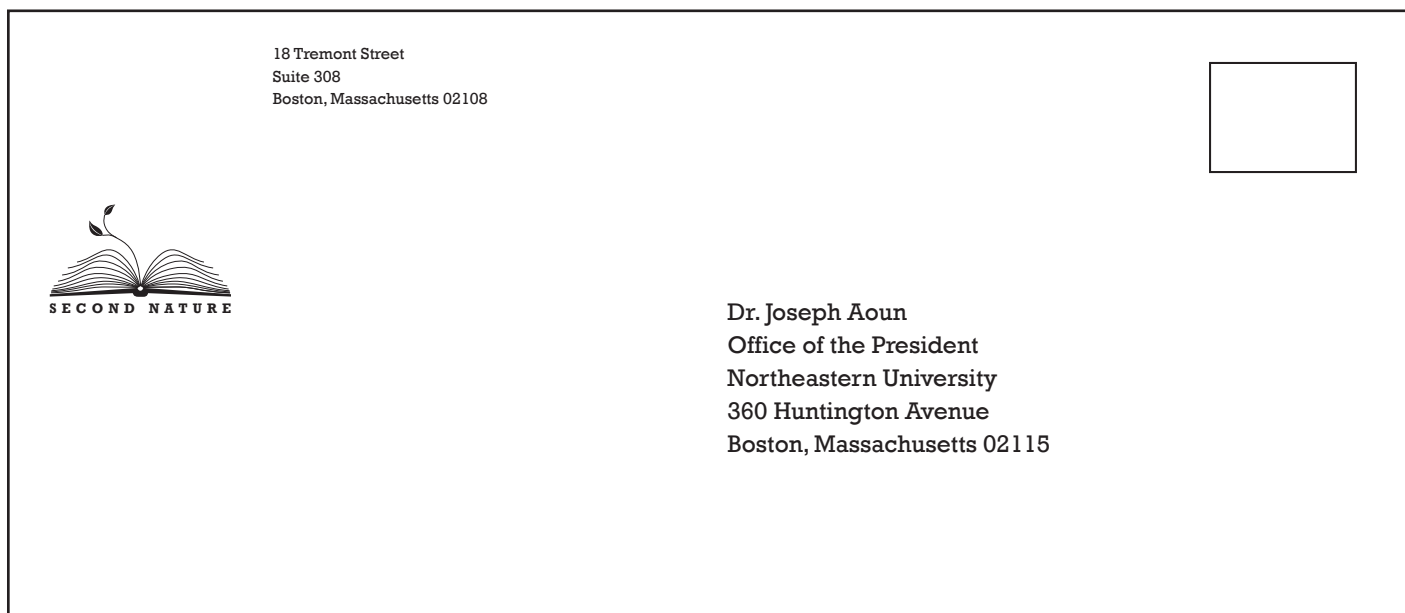 18 Tremont Street
Suite 308
Boston, Massachusetts 02108
SECOND NATURE
Dr. Joseph Aoun
Office of the President
Northeastern University
360 Huntington Avenue
Boston, Massachusetts 02115